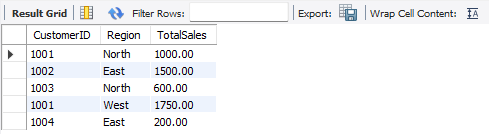 Result Grid Filter Rows: Export: Wrap Cell Content:
CustomerID Region TotalSales
1001 North 1000.00
1002 East 1500.00
1003 North 600.00
1001 West 1750.00
1004 East 200.00